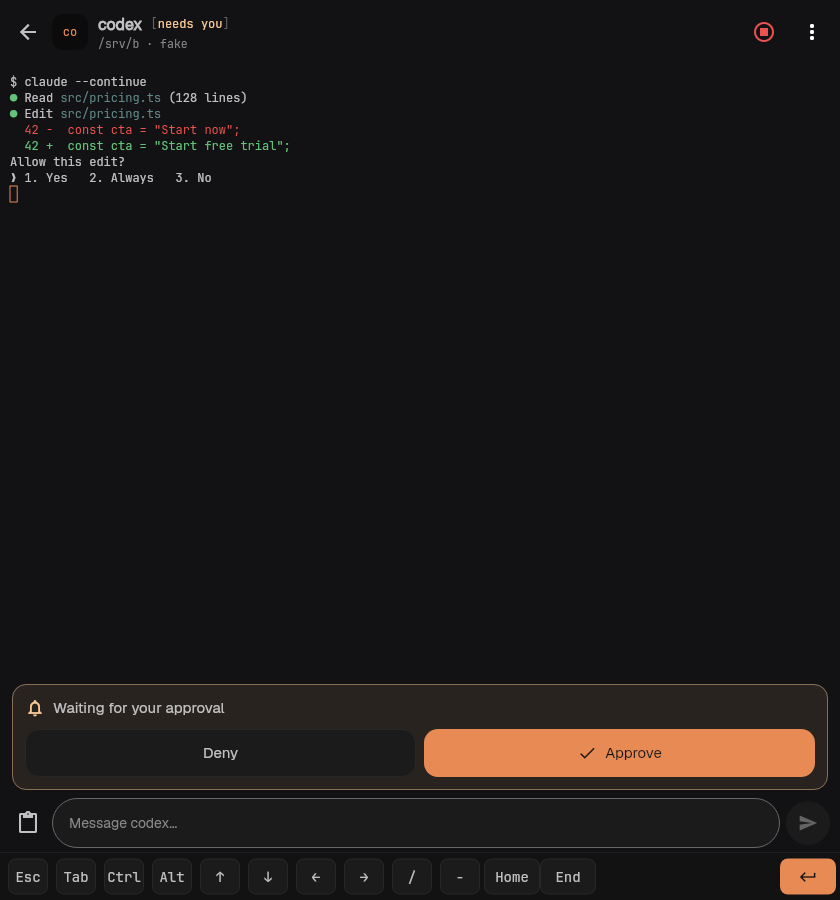 co
codex [needs you]
/srv/b · fake
$ claude --continue
● Read src/pricing.ts (128 lines)
● Edit src/pricing.ts
42 -  const cta = "Start now";
42 +  const cta = "Start free trial";
Allow this edit?
❯ 1. Yes   2. Always   3. No
Waiting for your approval
Deny
Approve
Message codex…
Esc Tab Ctrl Alt ↑ ↓ ← → / - Home End